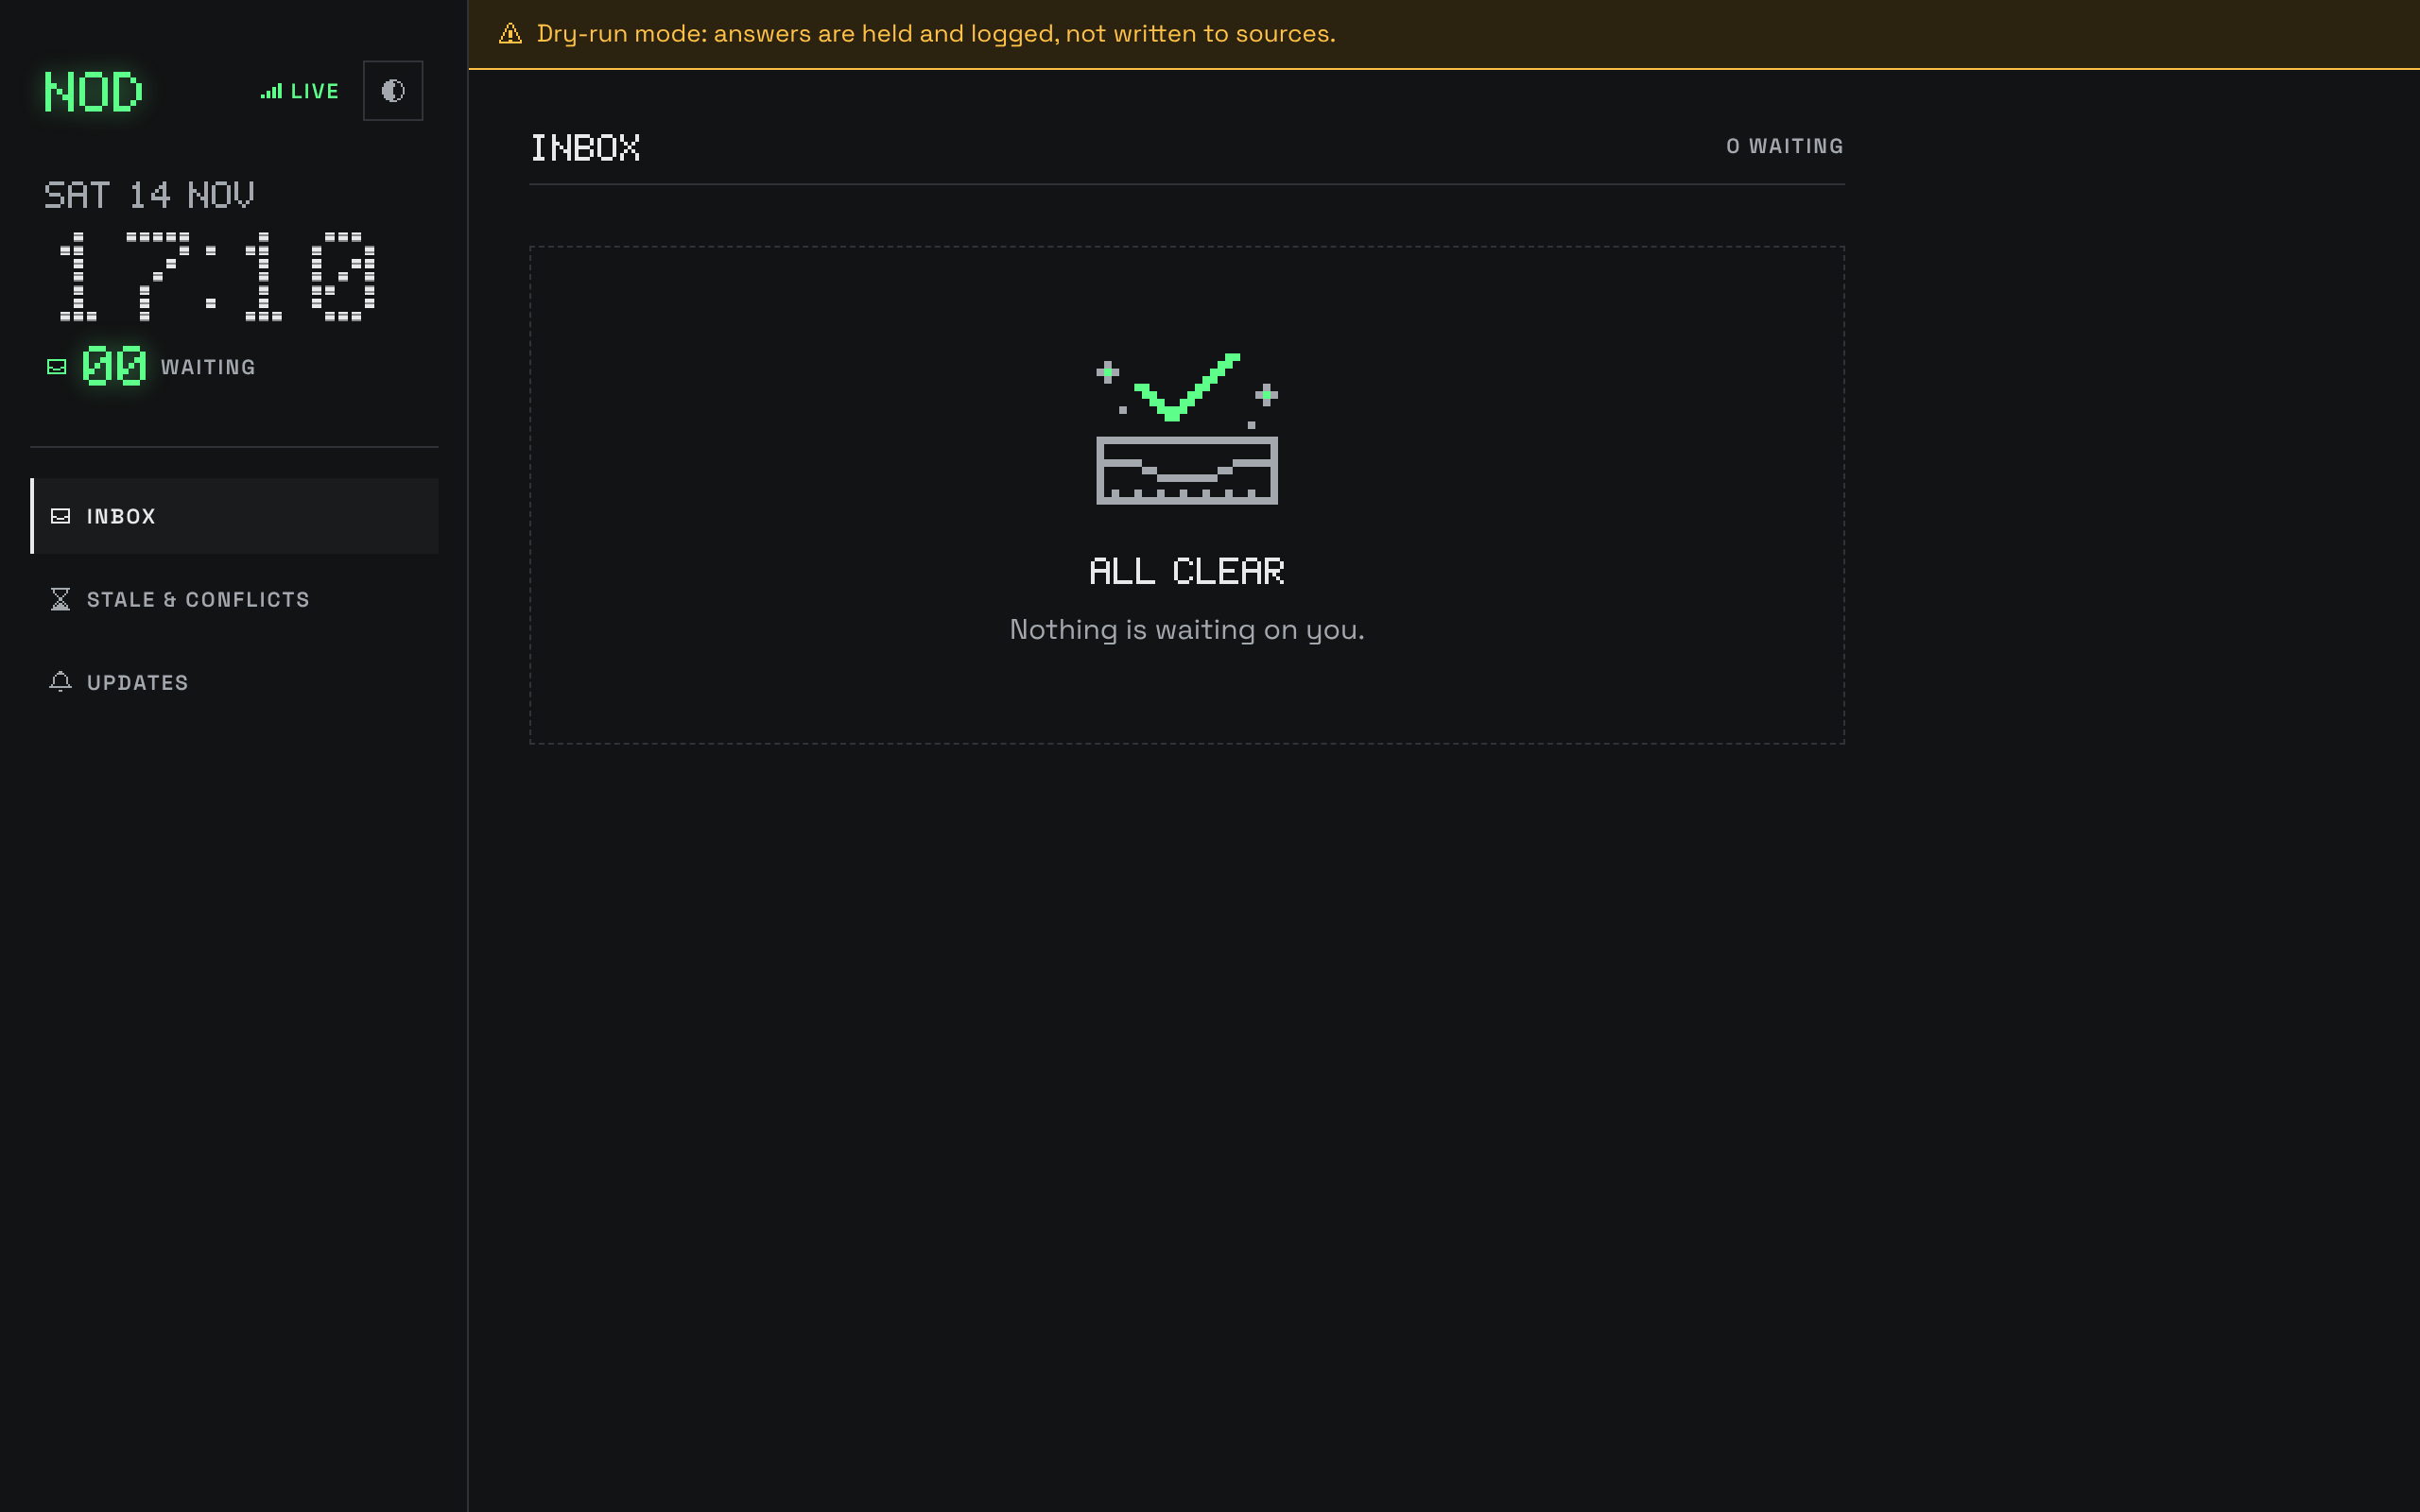 NOD
LIVE
SAT 14 NOV
17:10
00 WAITING
INBOX
STALE & CONFLICTS
UPDATES
Dry-run mode: answers are held and logged, not written to sources.
INBOX
0 WAITING
ALL CLEAR
Nothing is waiting on you.